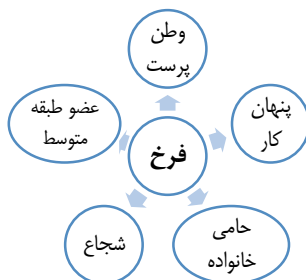 وطن
پرست
پنهان
کار
عضو طبقه
متوسط
فرخ
حامی
خانواده
شجاع